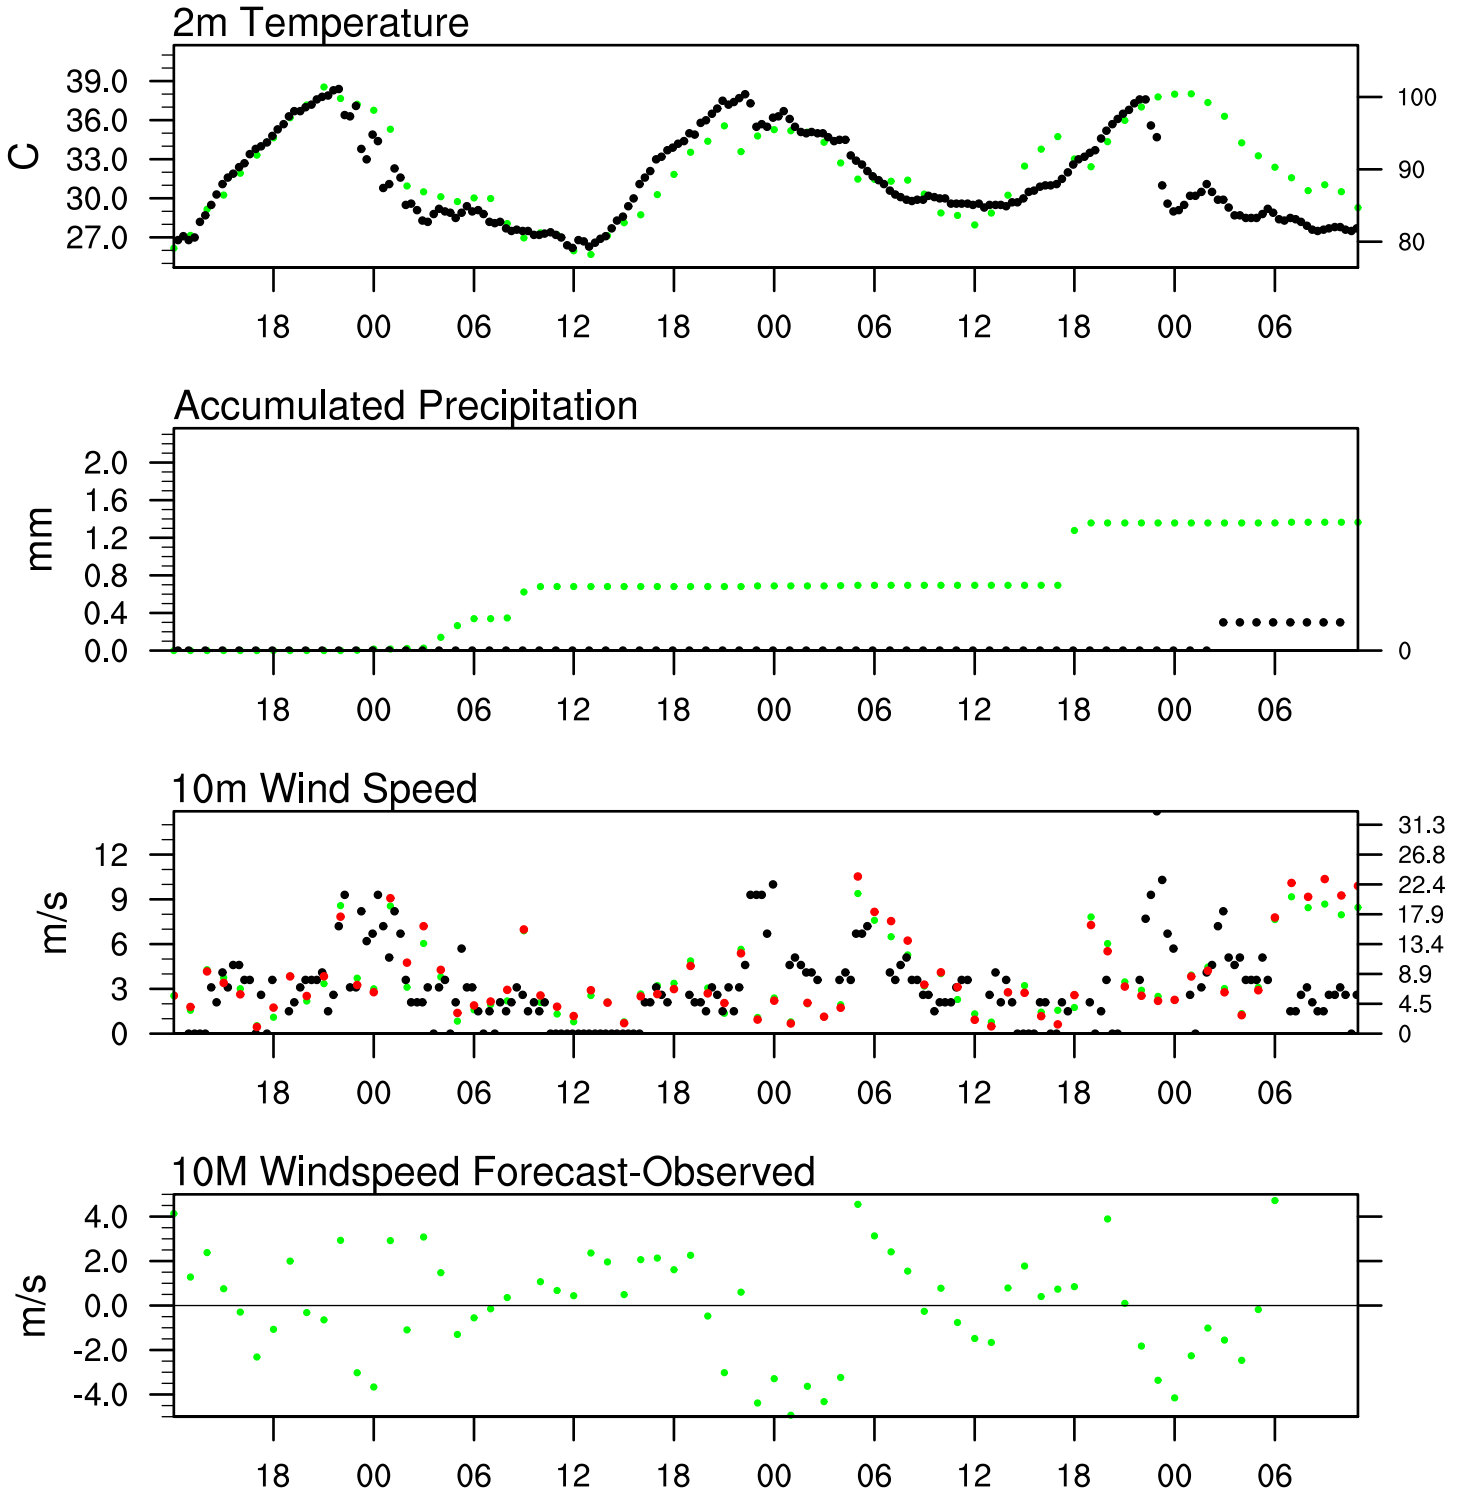 2m Temperature
39.0
36.0
33.0
30.0
27.0
C
100
90
80
18 00 06 12 18 00 06 12 18 00 06
Accumulated Precipitation
2.0
1.6
1.2
0.8
0.4
0.0
mm
0
18 00 06 12 18 00 06 12 18 00 06
10m Wind Speed
12
9
6
3
0
m/s
31.3
26.8
22.4
17.9
13.4
8.9
4.5
0
18 00 06 12 18 00 06 12 18 00 06
10M Windspeed Forecast-Observed
4.0
2.0
0.0
-2.0
-4.0
m/s
18 00 06 12 18 00 06 12 18 00 06